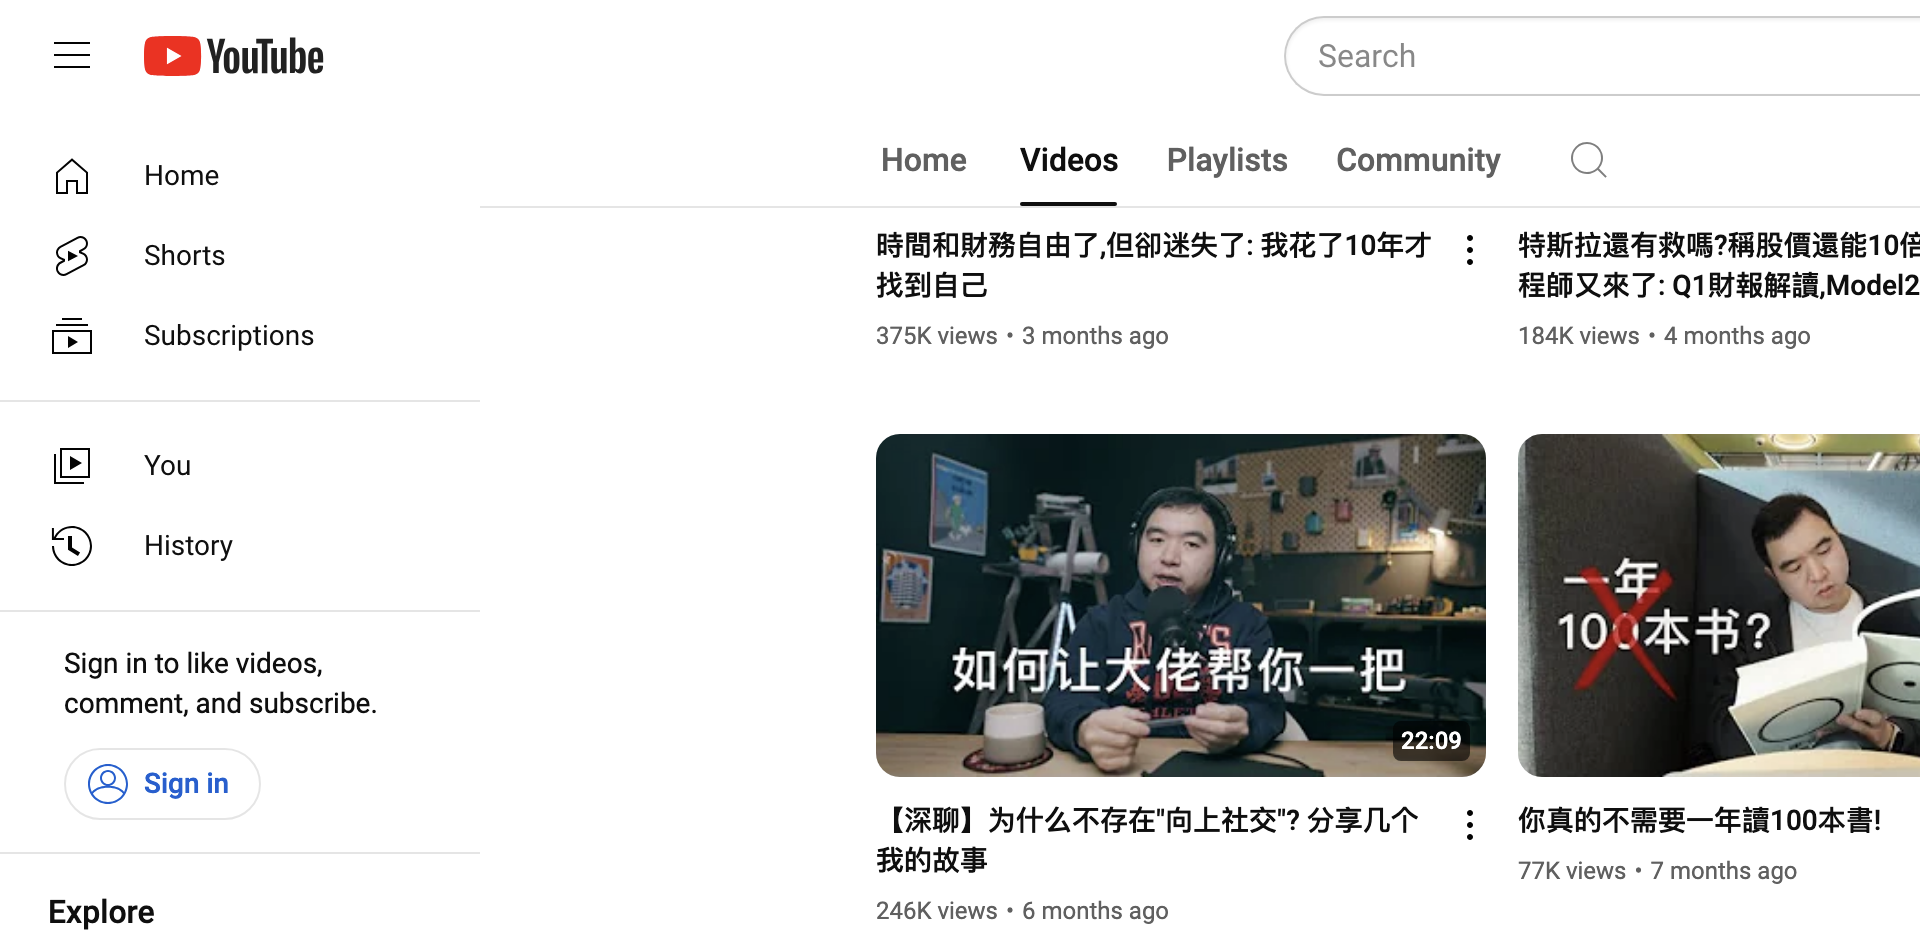 YouTube
Search
Home
Videos
Playlists
Community
Home
Shorts
Subscriptions
You
History
Sign in to like videos,
comment, and subscribe.
Sign in
Explore
時間和財務自由了,但卻迷失了: 我花了10年才
找到自己
375K views • 3 months ago
特斯拉還有救嗎?稱股價還能10倍
程師又來了: Q1財報解讀,Model2
184K views • 4 months ago
如何让大佬帮你一把
22:09
【深聊】为什么不存在"向上社交"? 分享几个
我的故事
246K views • 6 months ago
一年
100本书?
你真的不需要一年讀100本書!
77K views • 7 months ago